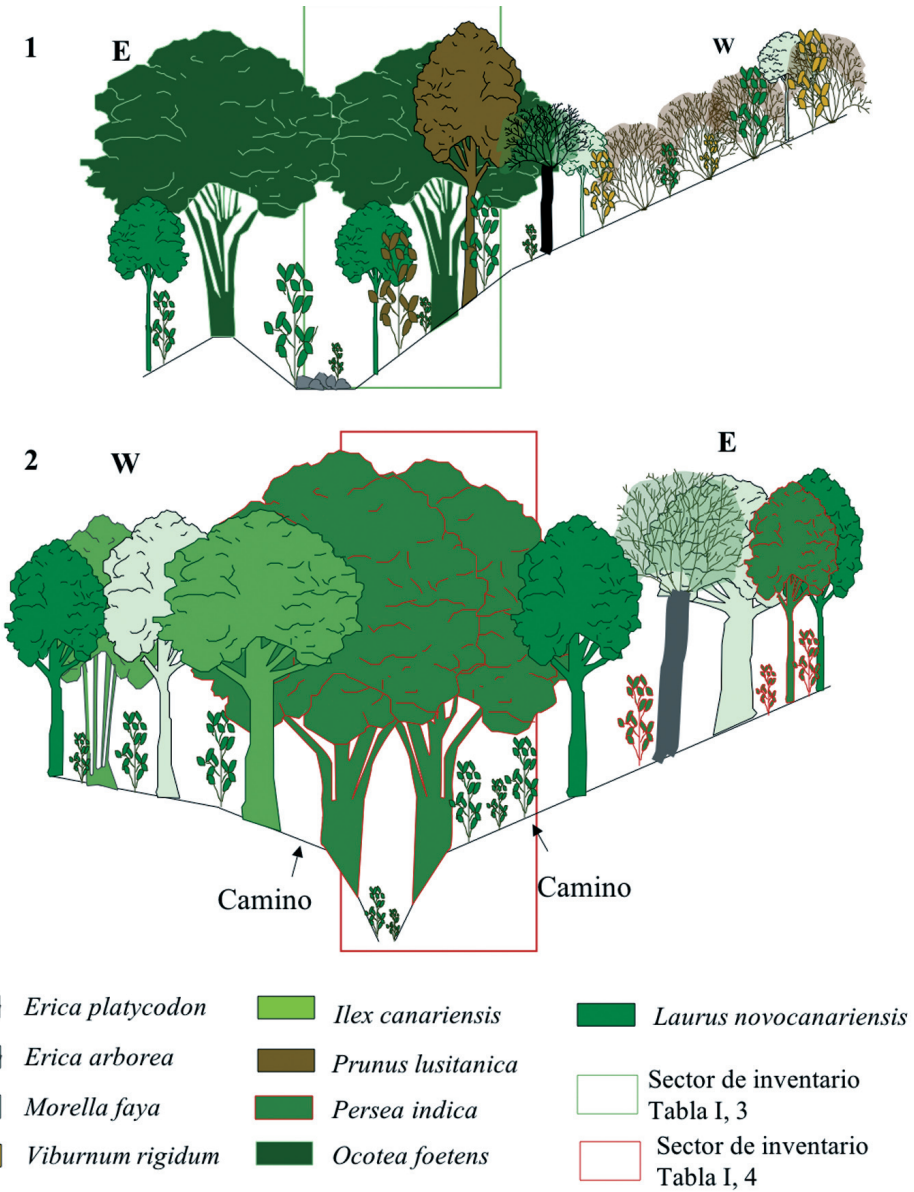 1
E
W
2
W
E
Camino
Camino
Erica platycodon
Erica arborea
Morella faya
Viburnum rigidum
Ilex canariensis
Prunus lusitanica
Persea indica
Ocotea foetens
Laurus novocanariensis
Sector de inventario
Tabla I, 3
Sector de inventario
Tabla I, 4